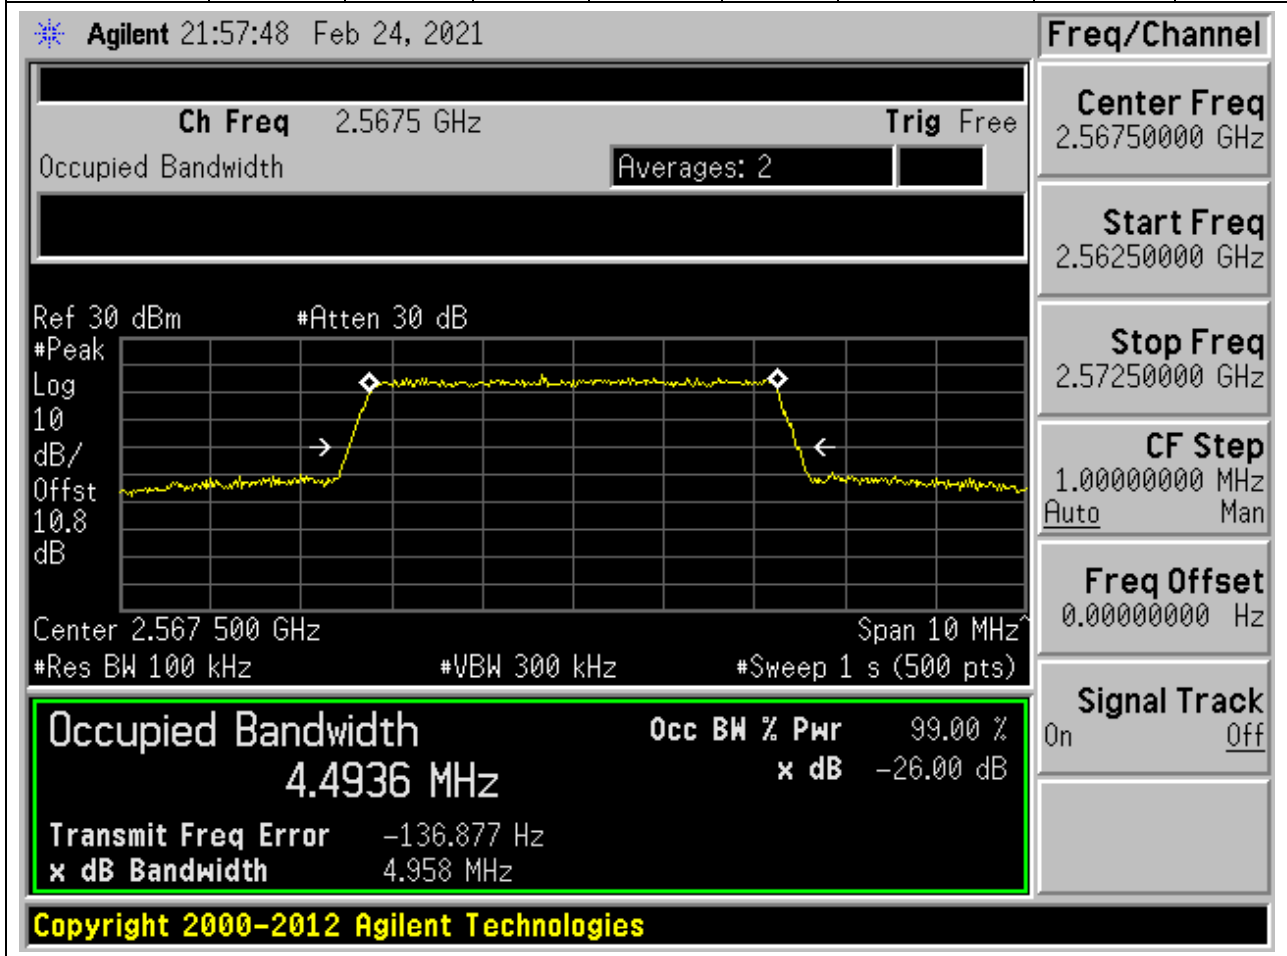 Agilent 21:57:48 Feb 24, 2021
Freq/Channel
Ch Freq 2.5675 GHz Trig Free
Occupied Bandwidth Averages: 2
Center Freq
2.56750000 GHz
Start Freq
2.56250000 GHz
Stop Freq
2.57250000 GHz
CF Step
1.00000000 MHz
Auto Man
Freq Offset
0.00000000 Hz
Signal Track
On Off
Ref 30 dBm #Atten 30 dB
#Peak
Log
10
dB/
Offst
10.8
dB
Center 2.567 500 GHz Span 10 MHz^
#Res BW 100 kHz #VBW 300 kHz #Sweep 1 s (500 pts)
Occupied Bandwidth Occ BW % Pwr 99.00 %
4.4936 MHz x dB -26.00 dB
Transmit Freq Error -136.877 Hz
x dB Bandwidth 4.958 MHz
Copyright 2000-2012 Agilent Technologies